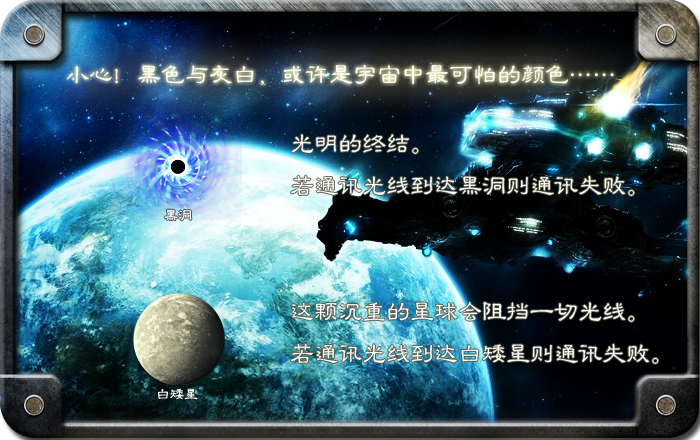 小心！黑色与变白，或许是宇宙中最可怕的颜色……
光明的终结。
若通讯光线到达黑洞则通讯失败。
黑洞
这颗沉重的星球会阻挡一切光线。
若通讯光线到达白矮星则通讯失败。
白矮星